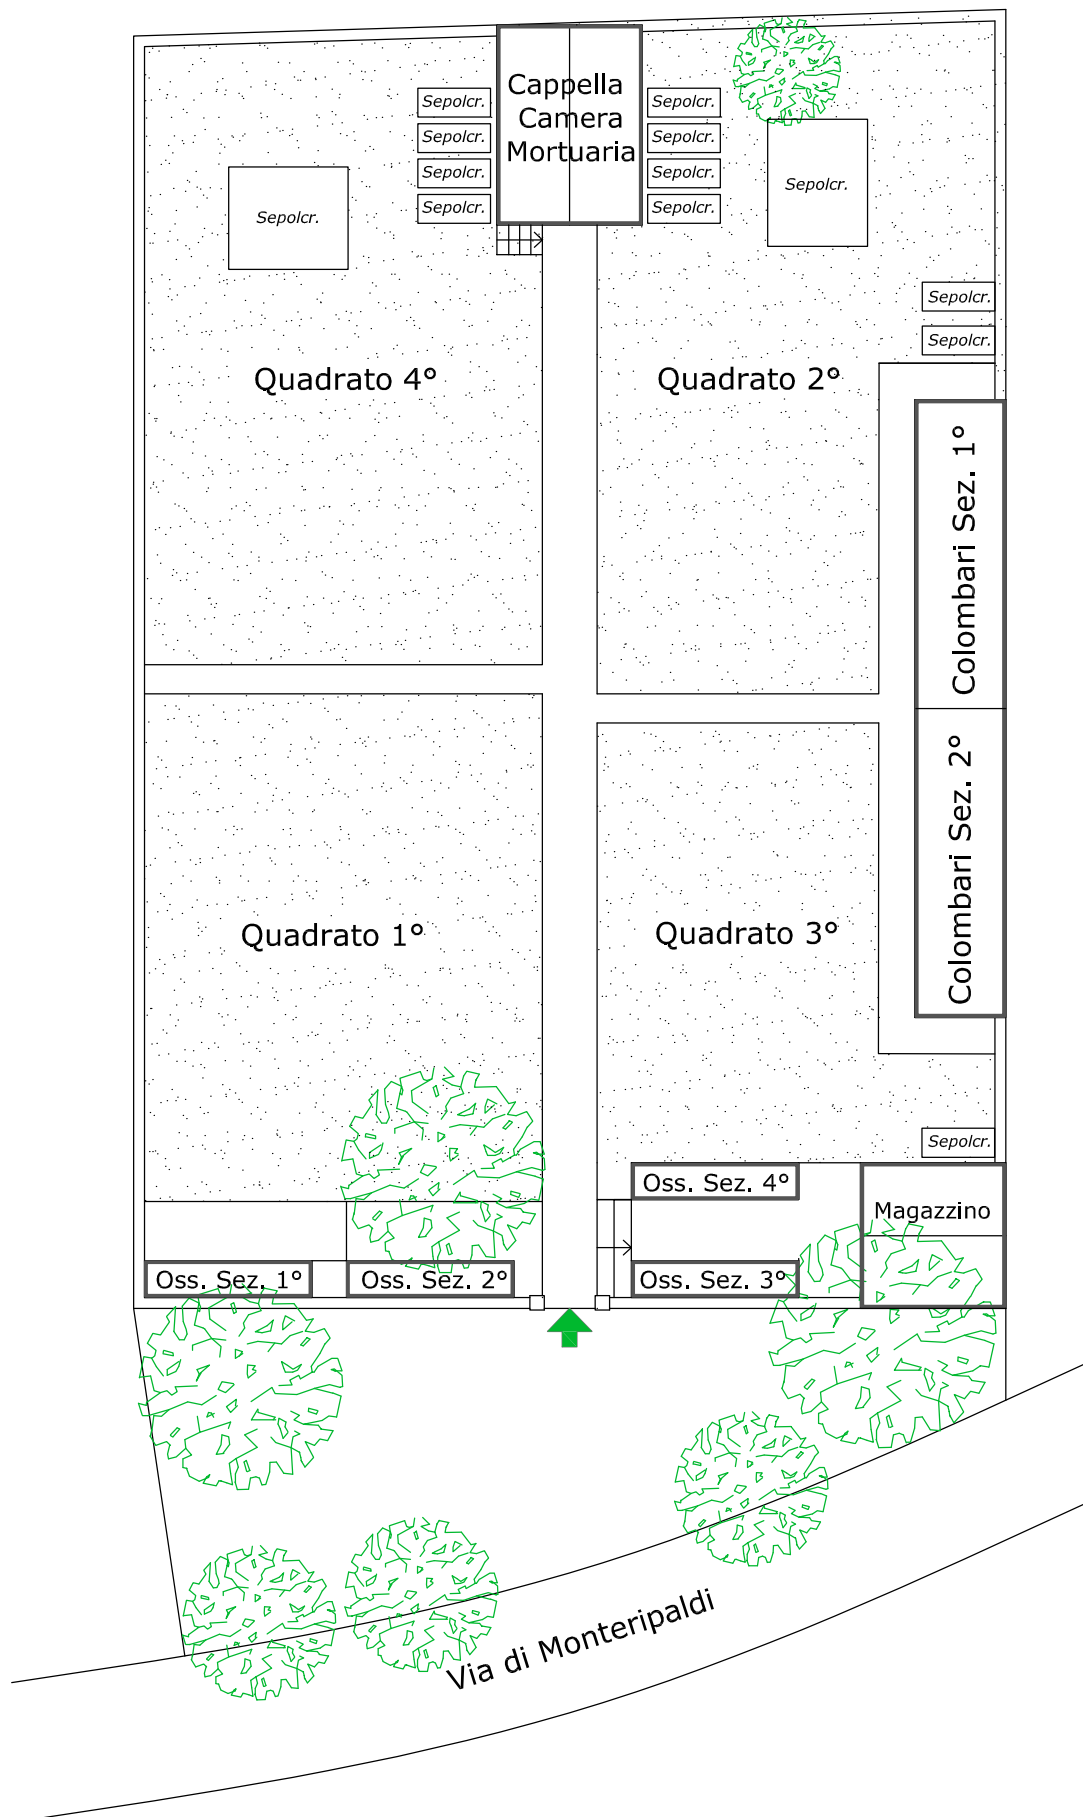 Cappella
Camera
Mortuaria
Sepolcr.
Sepolcr.
Sepolcr.
Sepolcr.
Sepolcr.
Sepolcr.
Sepolcr.
Sepolcr.
Sepolcr.
Sepolcr.
Sepolcr.
Sepolcr.
Quadrato 4°
Quadrato 2°
Colombari Sez. 1°
Colombari Sez. 2°
Quadrato 1°
Quadrato 3°
Sepolcr.
Oss. Sez. 4°
Magazzino
Oss. Sez. 1°
Oss. Sez. 2°
Oss. Sez. 3°
Via di Monteripaldi